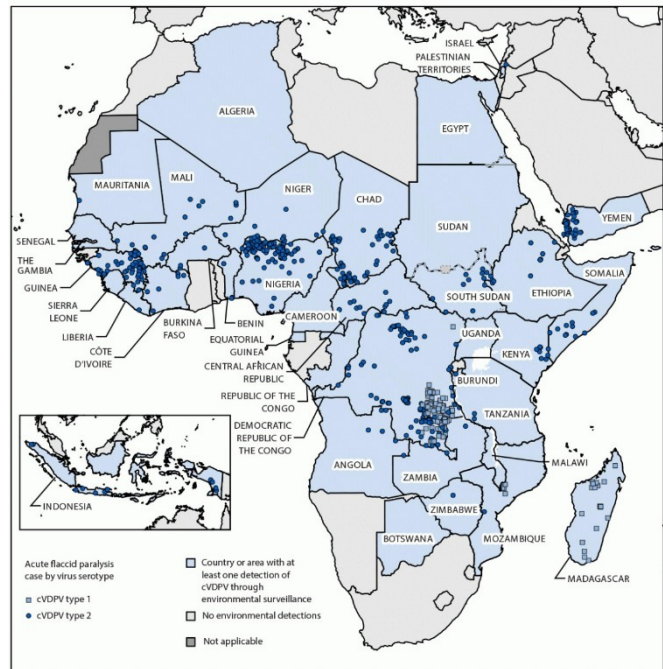 ISRAEL
PALESTINIAN
TERRITORIES
ALGERIA
EGYPT
MAURITANIA
MALI
NIGER
CHAD
SUDAN
YEMEN
SENEGAL
THE
GAMBIA
GUINEA
SIERRA
LEONE
LIBERIA
CÔTE
D'IVOIRE
BURKINA
FASO
BENIN
NIGERIA
CAMEROON
EQUATORIAL
GUINEA
CENTRAL AFRICAN
REPUBLIC
REPUBLIC OF THE
CONGO
DEMOCRATIC
REPUBLIC OF
THE CONGO
SOUTH SUDAN
ETHIOPIA
SOMALIA
UGANDA
KENYA
BURUNDI
TANZANIA
ANGOLA
ZAMBIA
MALAWI
ZIMBABWE
BOTSWANA
MOZAMBIQUE
MADAGASCAR
INDONESIA
Acute flaccid paralysis
case by virus serotype
cVDPV type 1
cVDPV type 2
Country or area with at
least one detection of
cVDPV through
environmental surveillance
No environmental detections
Not applicable